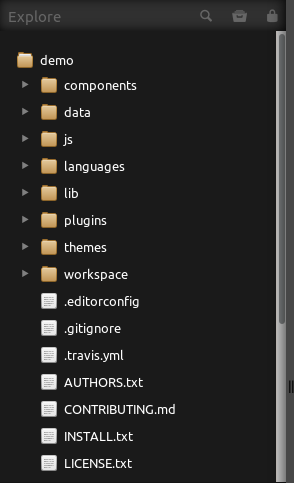 Explore
demo
components
data
js
languages
lib
plugins
themes
workspace
.editorconfig
.gitignore
.travis.yml
AUTHORS.txt
CONTRIBUTING.md
INSTALL.txt
LICENSE.txt